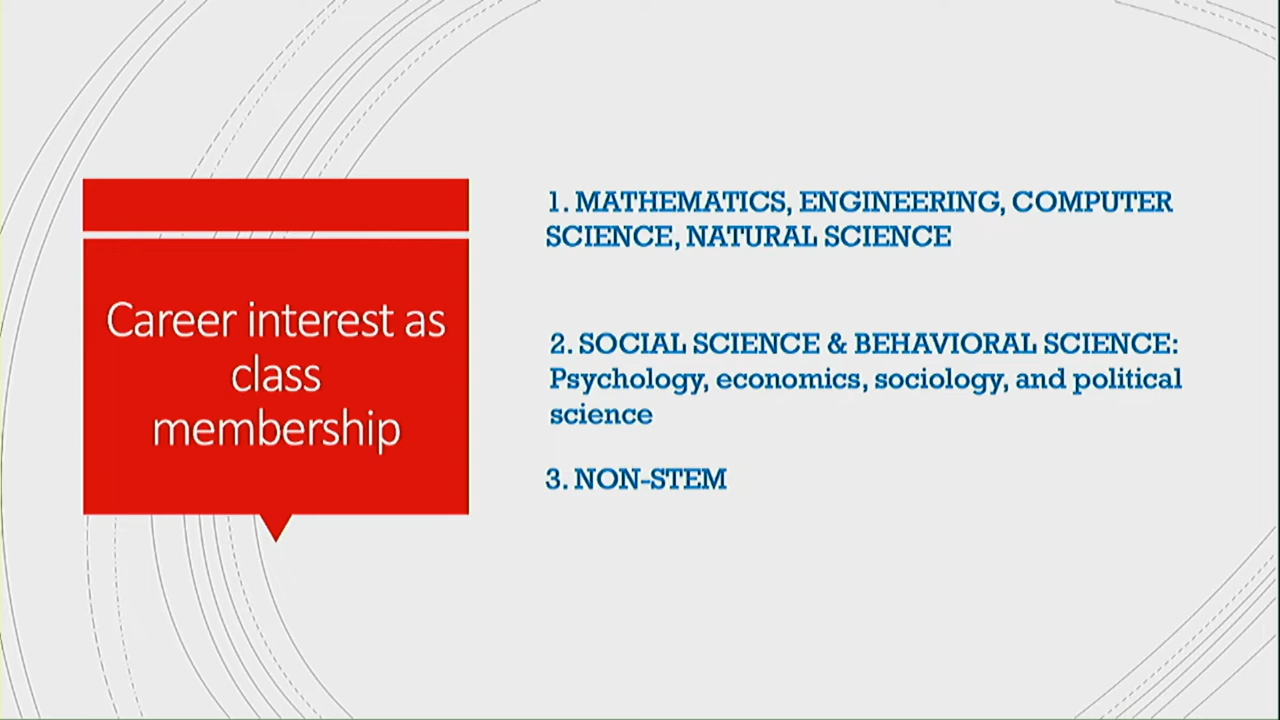 Career interest as
class
membership
1. MATHEMATICS, ENGINEERING, COMPUTER
SCIENCE, NATURAL SCIENCE
2. SOCIAL SCIENCE & BEHAVIORAL SCIENCE:
Psychology, economics, sociology, and political
science
3. NON-STEM